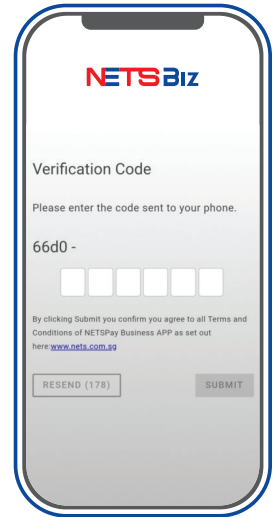 NETS BIZ
Verification Code
Please enter the code sent to your phone.
66d0 -
By clicking Submit you confirm you agree to all Terms and
Conditions of NETSPay Business APP as set out
here:www.nets.com.sg
RESEND (178) SUBMIT